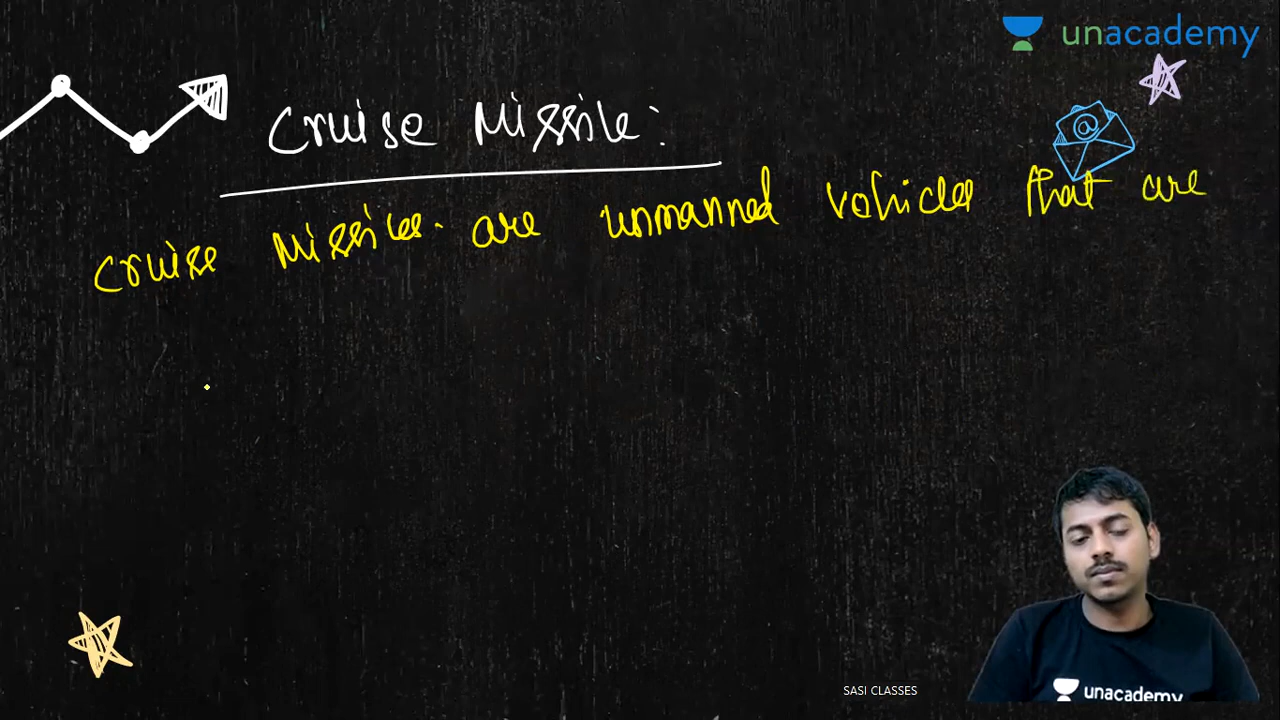 unacademy
Cruise Missile:
@
Cruise Missiles are unmanned vehicles that are
SASI CLASSES
unacademy